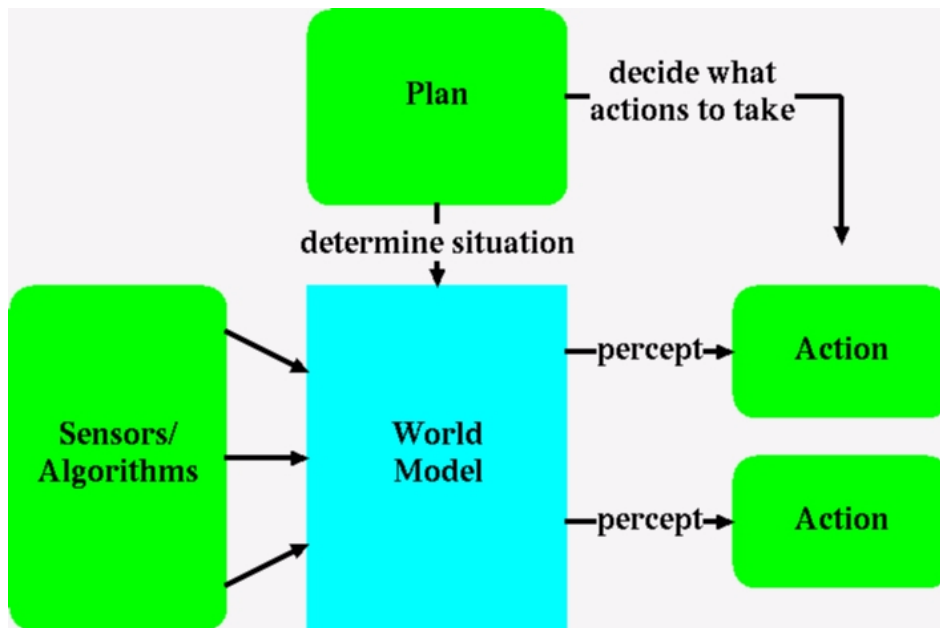 Plan
decide what
actions to take
determine situation
Sensors/
Algorithms
World
Model
percept
Action
percept
Action